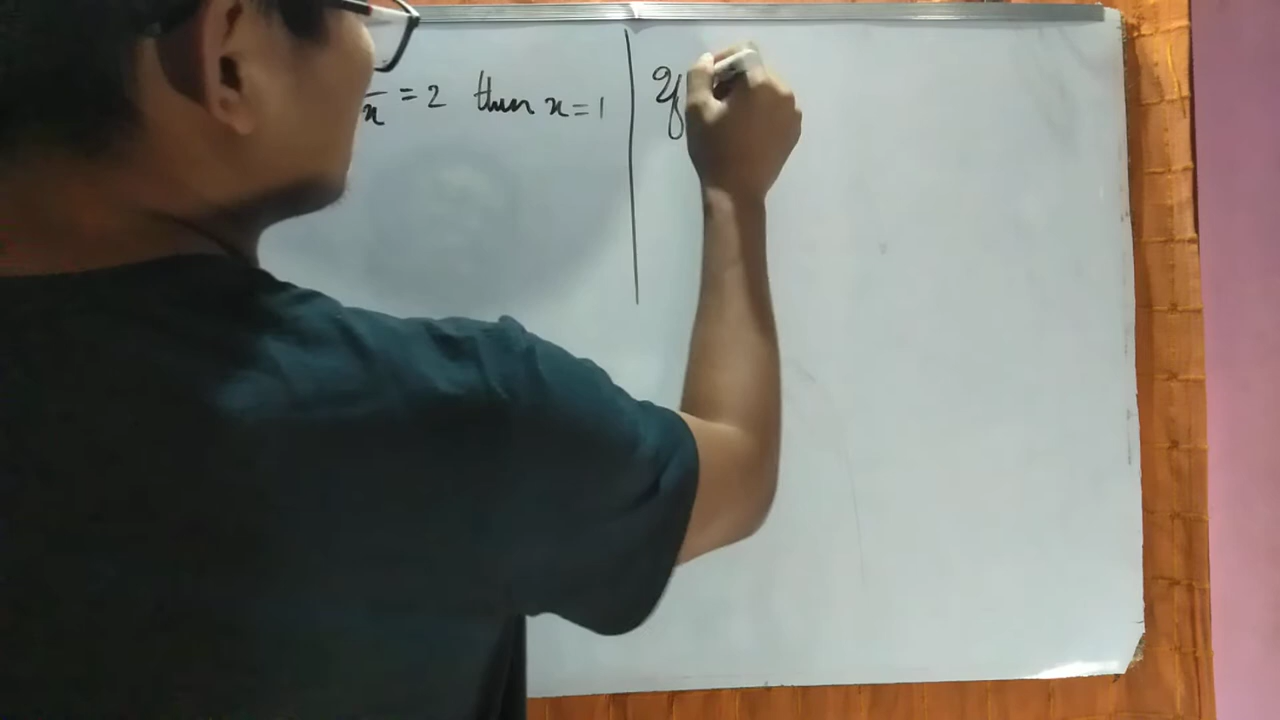 x = 2 then x = 1
If